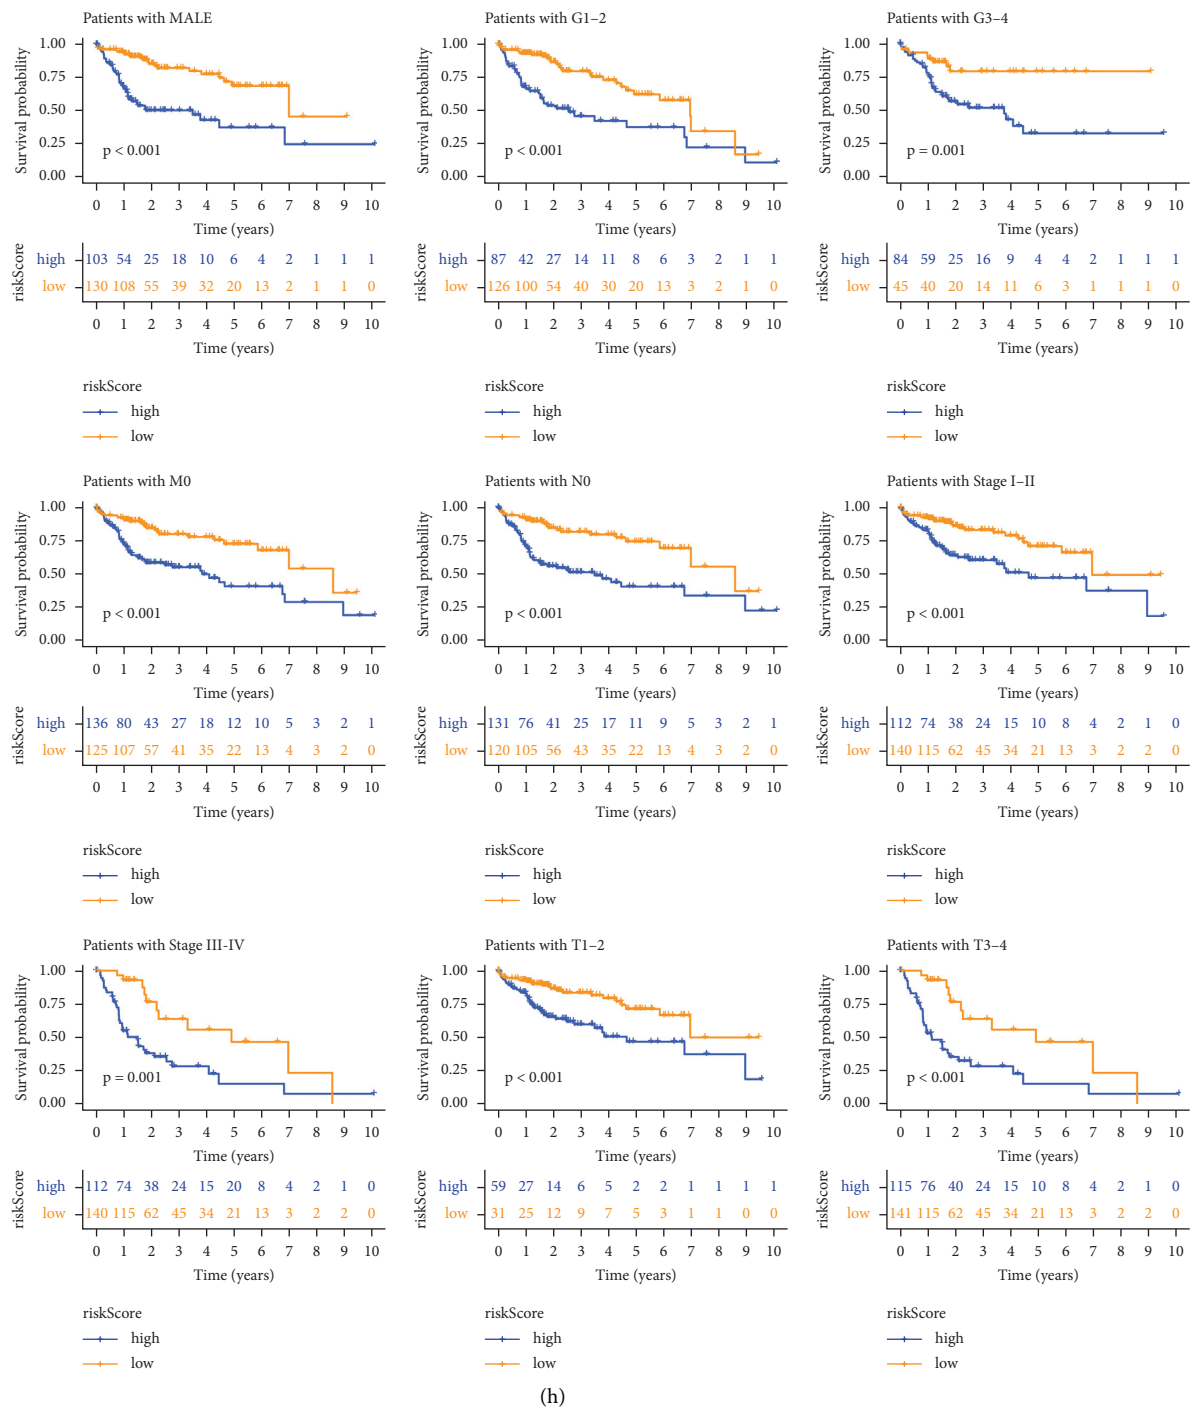 Patients with MALE
Survival probability
1.00
0.75
0.50
0.25
0.00
p < 0.001
0 1 2 3 4 5 6 7 8 9 10
Time (years)
riskScore
high 103 54 25 18 10 6 4 2 1 1 1
low 130 108 55 39 32 20 13 2 1 1 0
0 1 2 3 4 5 6 7 8 9 10
Time (years)
riskScore
high
low
Patients with G1–2
Survival probability
1.00
0.75
0.50
0.25
0.00
p < 0.001
0 1 2 3 4 5 6 7 8 9 10
Time (years)
riskScore
high 87 42 27 14 11 8 6 3 2 1 1
low 126 100 54 40 30 20 13 3 2 1 0
0 1 2 3 4 5 6 7 8 9 10
Time (years)
riskScore
high
low
Patients with G3–4
Survival probability
1.00
0.75
0.50
0.25
0.00
p = 0.001
0 1 2 3 4 5 6 7 8 9 10
Time (years)
riskScore
high 84 59 25 16 9 4 4 2 1 1 1
low 45 40 20 14 11 6 3 1 1 1 0
0 1 2 3 4 5 6 7 8 9 10
Time (years)
riskScore
high
low
Patients with M0
Survival probability
1.00
0.75
0.50
0.25
0.00
p < 0.001
0 1 2 3 4 5 6 7 8 9 10
Time (years)
riskScore
high 136 80 43 27 18 12 10 5 3 2 1
low 125 107 57 41 35 22 13 4 3 2 0
0 1 2 3 4 5 6 7 8 9 10
Time (years)
riskScore
high
low
Patients with N0
Survival probability
1.00
0.75
0.50
0.25
0.00
p < 0.001
0 1 2 3 4 5 6 7 8 9 10
Time (years)
riskScore
high 131 76 41 25 17 11 9 5 3 2 1
low 120 105 56 43 35 22 13 4 3 2 0
0 1 2 3 4 5 6 7 8 9 10
Time (years)
riskScore
high
low
Patients with Stage I–II
Survival probability
1.00
0.75
0.50
0.25
0.00
p < 0.001
0 1 2 3 4 5 6 7 8 9 10
Time (years)
riskScore
high 112 74 38 24 15 10 8 4 2 1 0
low 140 115 62 45 34 21 13 3 2 2 0
0 1 2 3 4 5 6 7 8 9 10
Time (years)
riskScore
high
low
Patients with Stage III-IV
Survival probability
1.00
0.75
0.50
0.25
0.00
p = 0.001
0 1 2 3 4 5 6 7 8 9 10
Time (years)
riskScore
high 112 74 38 24 15 20 8 4 2 1 0
low 140 115 62 45 34 21 13 3 2 2 0
0 1 2 3 4 5 6 7 8 9 10
Time (years)
riskScore
high
low
Patients with T1–2
Survival probability
1.00
0.75
0.50
0.25
0.00
p < 0.001
0 1 2 3 4 5 6 7 8 9 10
Time (years)
riskScore
high 59 27 14 6 5 2 2 1 1 1 1
low 31 25 12 9 7 5 3 1 1 0 0
0 1 2 3 4 5 6 7 8 9 10
Time (years)
riskScore
high
low
Patients with T3–4
Survival probability
1.00
0.75
0.50
0.25
0.00
p < 0.001
0 1 2 3 4 5 6 7 8 9 10
Time (years)
riskScore
high 115 76 40 24 15 10 8 4 2 1 0
low 141 115 62 45 34 21 13 3 2 2 0
0 1 2 3 4 5 6 7 8 9 10
Time (years)
riskScore
high
low
(h)